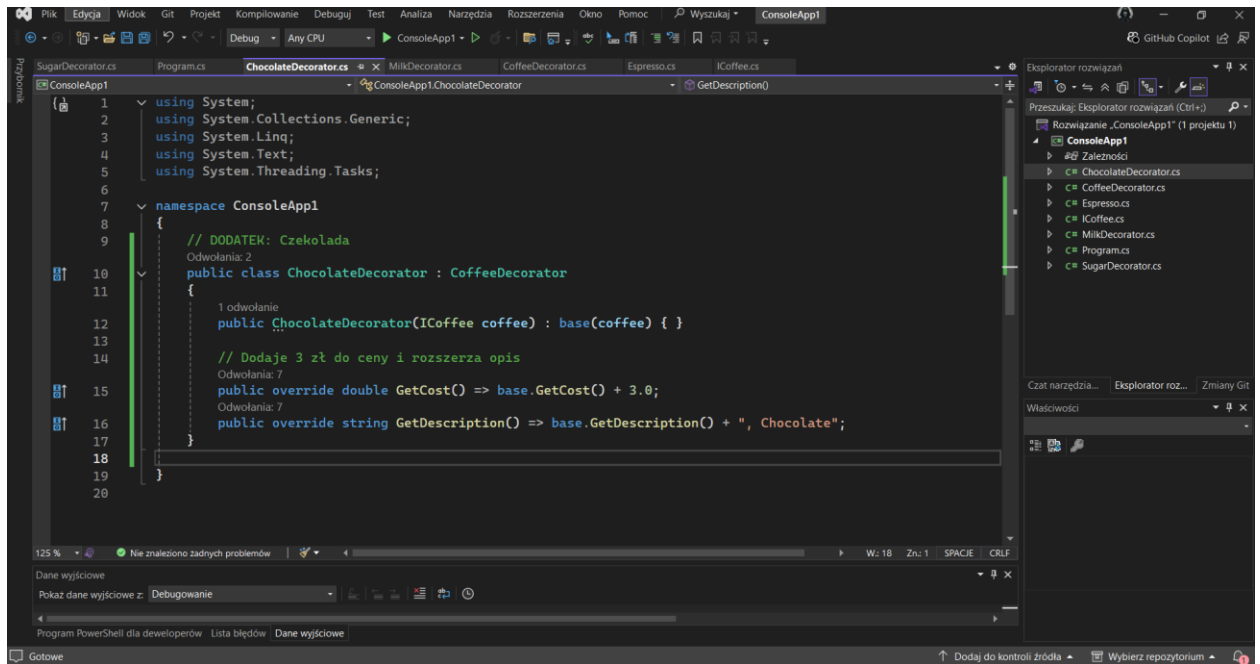 Plik Edycja Widok Git Projekt Kompilowanie Debuguj Test Analiza Narzędzia Rozszerzenia Okno Pomoc Wyszukaj ConsoleApp1
Debug Any CPU ConsoleApp1 GitHub Copilot
Przybornik
SugarDecorator.cs Program.cs ChocolateDecorator.cs MilkDecorator.cs CoffeeDecorator.cs Espresso.cs ICoffee.cs
ConsoleApp1 ConsoleApp1.ChocolateDecorator GetDescription()
1 using System;
2 using System.Collections.Generic;
3 using System.Linq;
4 using System.Text;
5 using System.Threading.Tasks;
6
7 namespace ConsoleApp1
8 {
9 // DODATEK: Czekolada
Odwołania: 2
10 public class ChocolateDecorator : CoffeeDecorator
11 {
1 odwołanie
12 public ChocolateDecorator(ICoffee coffee) : base(coffee) { }
13
14 // Dodaje 3 zł do ceny i rozszerza opis
Odwołania: 7
15 public override double GetCost() => base.GetCost() + 3.0;
Odwołania: 7
16 public override string GetDescription() => base.GetDescription() + ", Chocolate";
17 }
18
19 }
20
125 % Nie znaleziono żadnych problemów W.: 18 Zn.: 1 SPACJE CRLF
Dane wyjściowe
Pokaż dane wyjściowe z: Debugowanie
Program PowerShell dla deweloperów Lista błędów Dane wyjściowe
Eksplorator rozwiązań
Przeszukaj: Eksplorator rozwiązań (Ctrl+;)
Rozwiązanie „ConsoleApp1" (1 projektu 1)
ConsoleApp1
Zależności
C# ChocolateDecorator.cs
C# CoffeeDecorator.cs
C# Espresso.cs
C# ICoffee.cs
C# MilkDecorator.cs
C# Program.cs
C# SugarDecorator.cs
Czat narzędzia... Eksplorator roz... Zmiany Git
Właściwości
Gotowe Dodaj do kontroli źródła Wybierz repozytorium